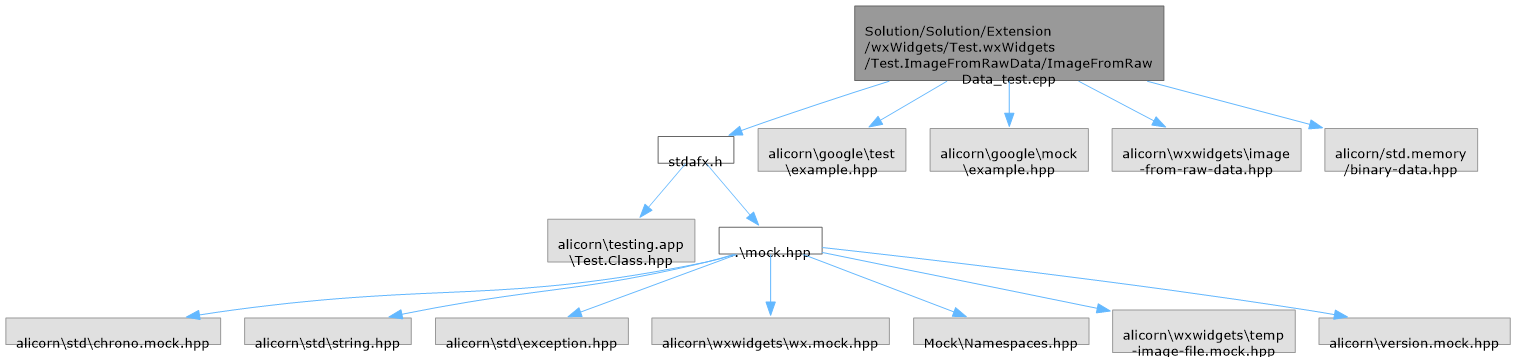 Solution/Solution/Extension
/wxWidgets/Test.wxWidgets
/Test.ImageFromRawData/ImageFromRaw
Data_test.cpp
stdafx.h
alicorn\google\test
\example.hpp
alicorn\google\mock
\example.hpp
alicorn\wxwidgets\image
-from-raw-data.hpp
alicorn/std.memory
/binary-data.hpp
alicorn\testing.app
\Test.Class.hpp
.\mock.hpp
alicorn\std\chrono.mock.hpp
alicorn\std\string.hpp
alicorn\std\exception.hpp
alicorn\wxwidgets\wx.mock.hpp
Mock\Namespaces.hpp
alicorn\wxwidgets\temp
-image-file.mock.hpp
alicorn\version.mock.hpp